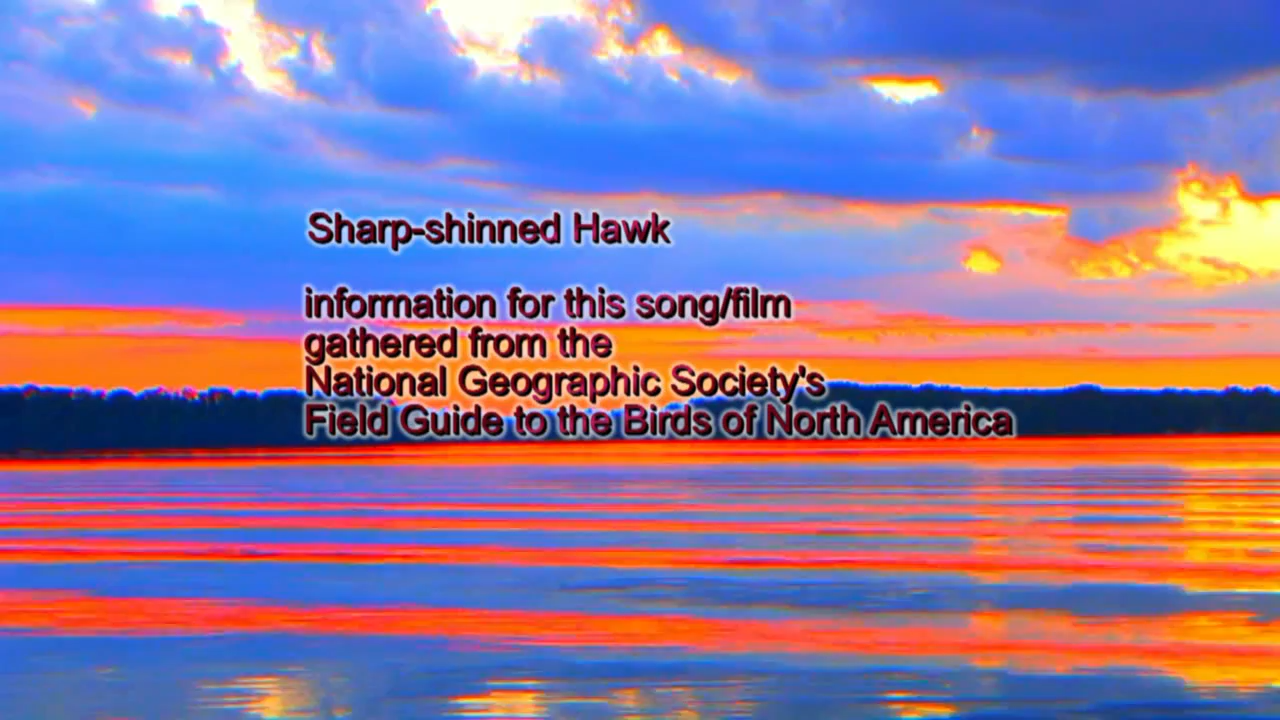 Sharp-shinned Hawk
information for this song/film
gathered from the
National Geographic Society's
Field Guide to the Birds of North America